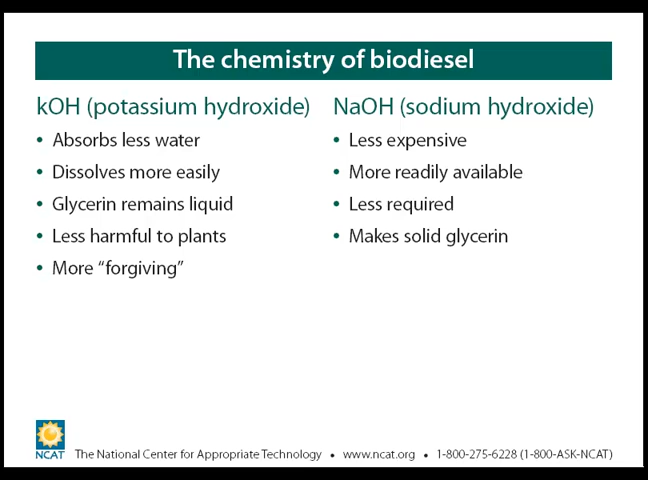 The chemistry of biodiesel
kOH (potassium hydroxide)
• Absorbs less water
• Dissolves more easily
• Glycerin remains liquid
• Less harmful to plants
• More “forgiving”
NaOH (sodium hydroxide)
• Less expensive
• More readily available
• Less required
• Makes solid glycerin
NCAT
The National Center for Appropriate Technology • www.ncat.org • 1-800-275-6228 (1-800-ASK-NCAT)